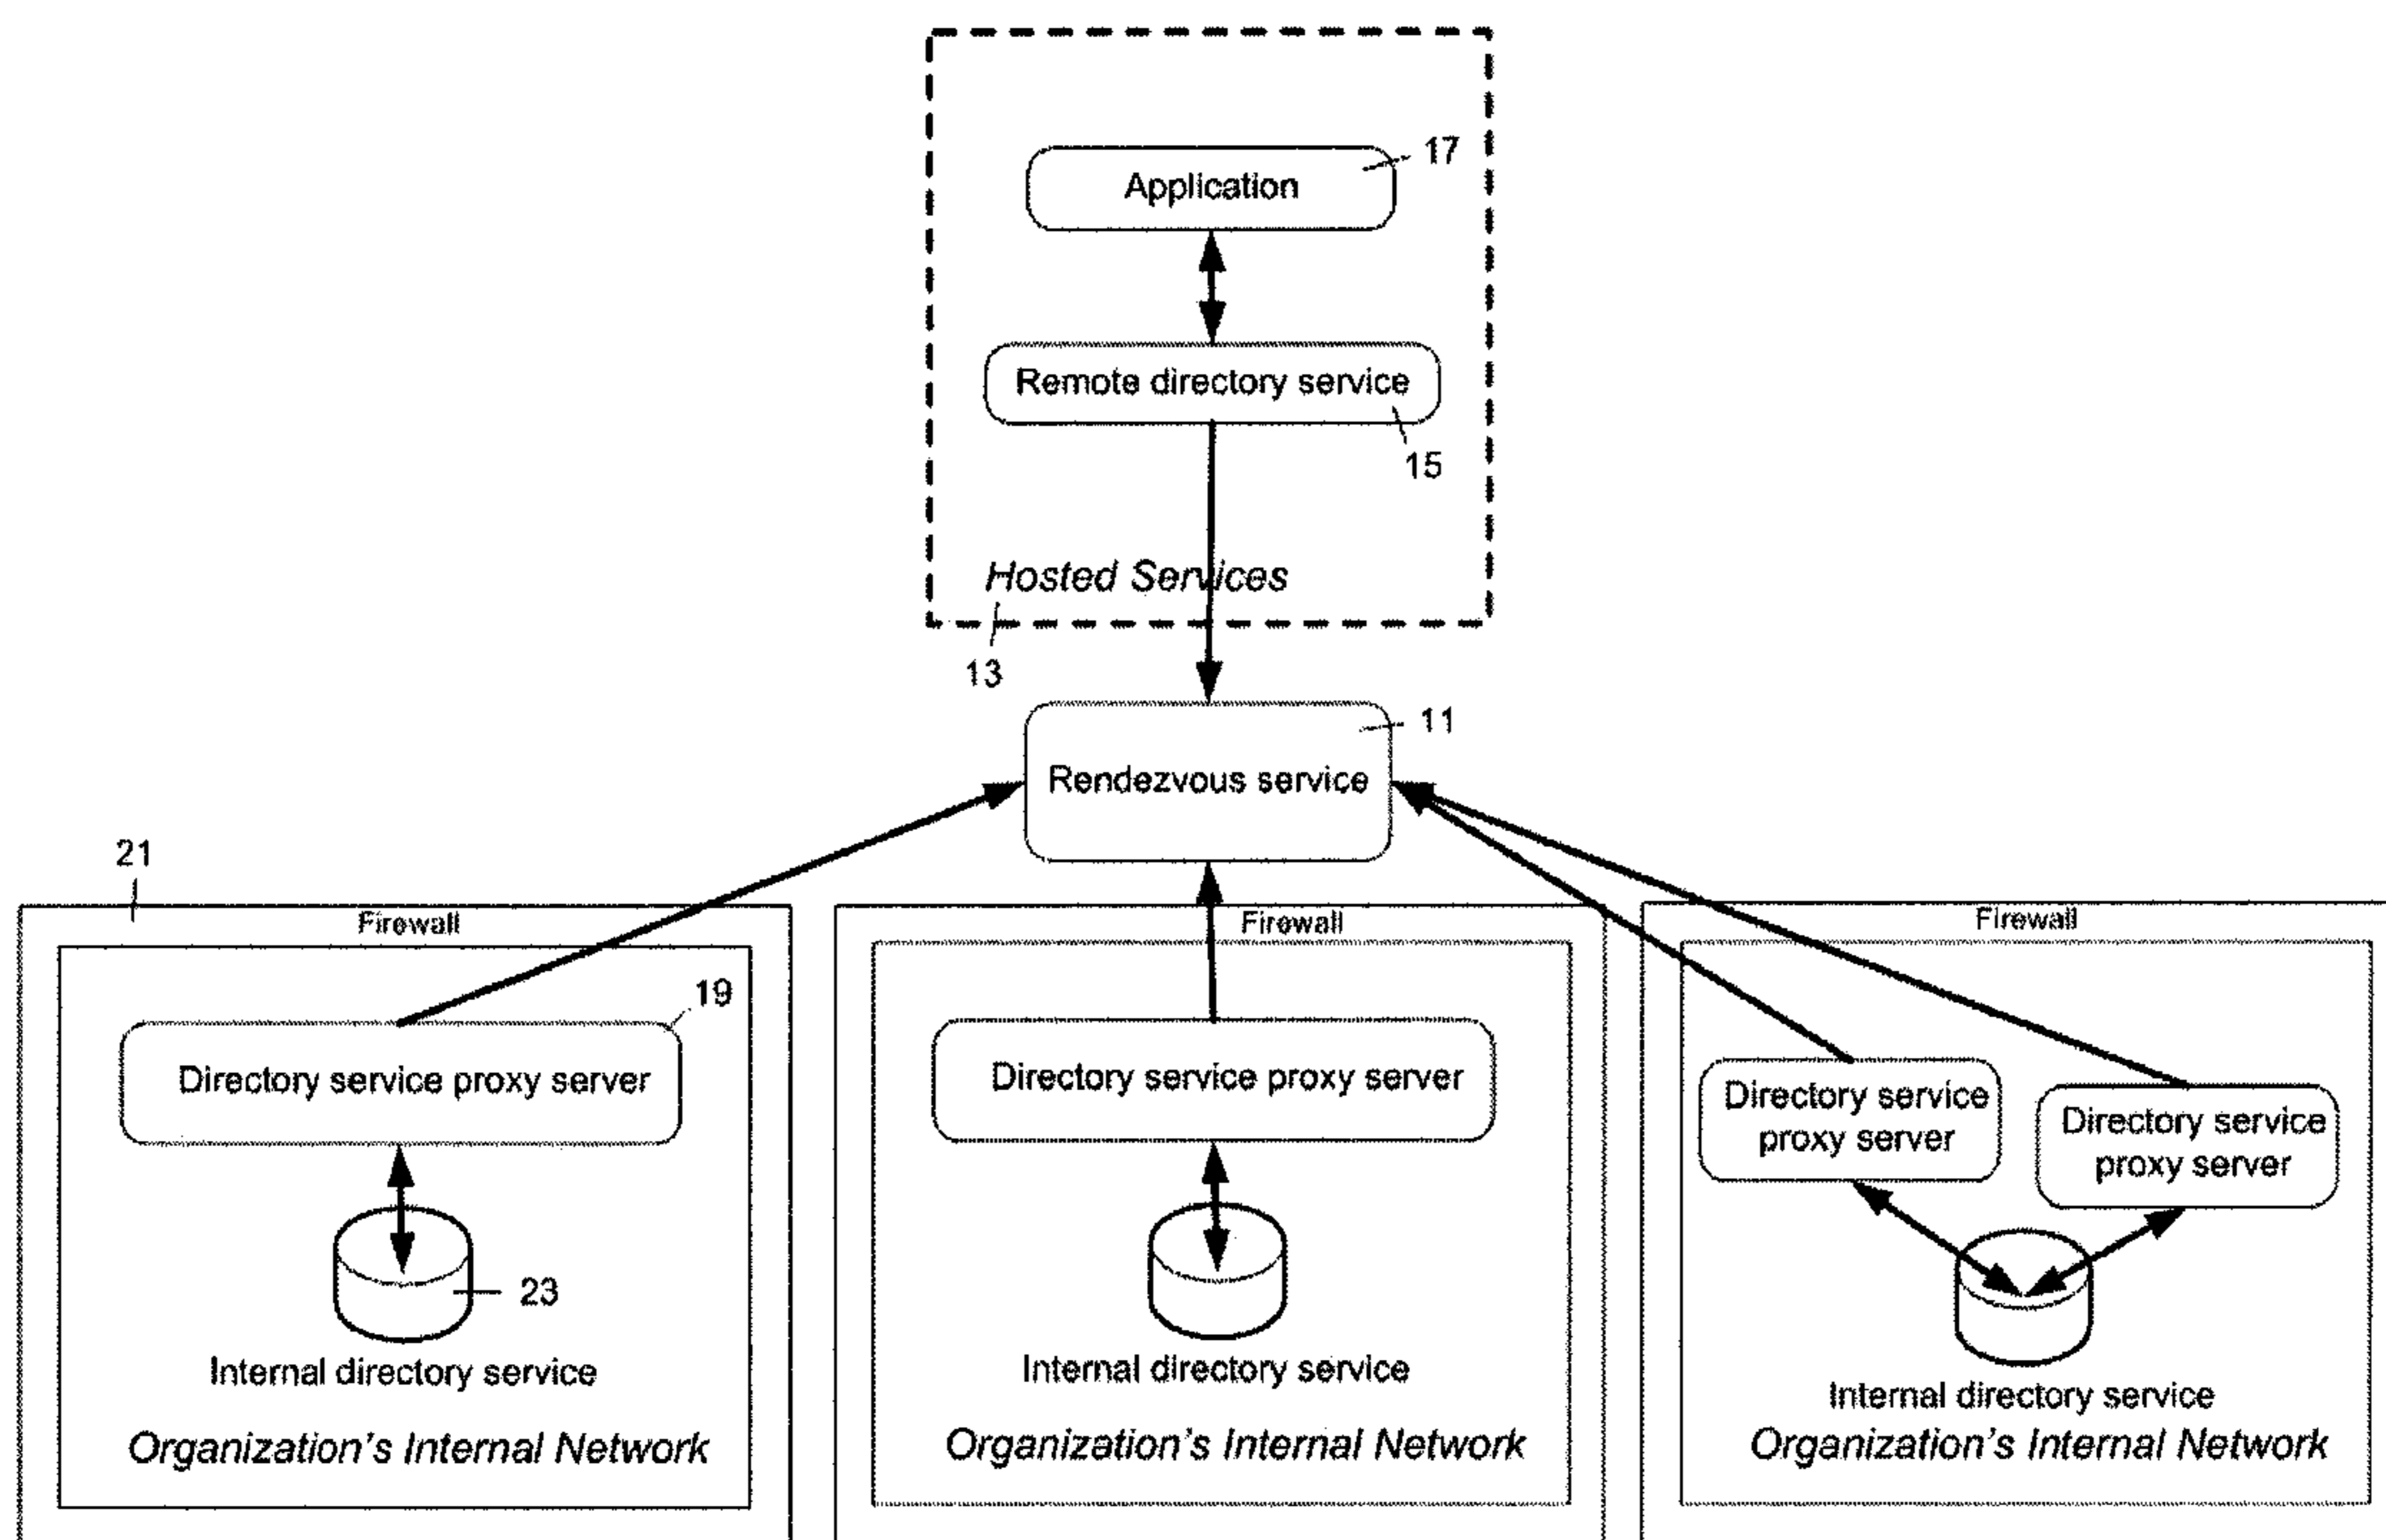 Application
17
Remote directory service
15
Hosted Services
13
11
Rendezvous service
21
Firewall
Firewall
Firewall
19
Directory service proxy server
Directory service proxy server
Directory service
proxy server
Directory service
proxy server
23
Internal directory service
Internal directory service
Internal directory service
Organization's Internal Network
Organization's Internal Network
Organization's Internal Network